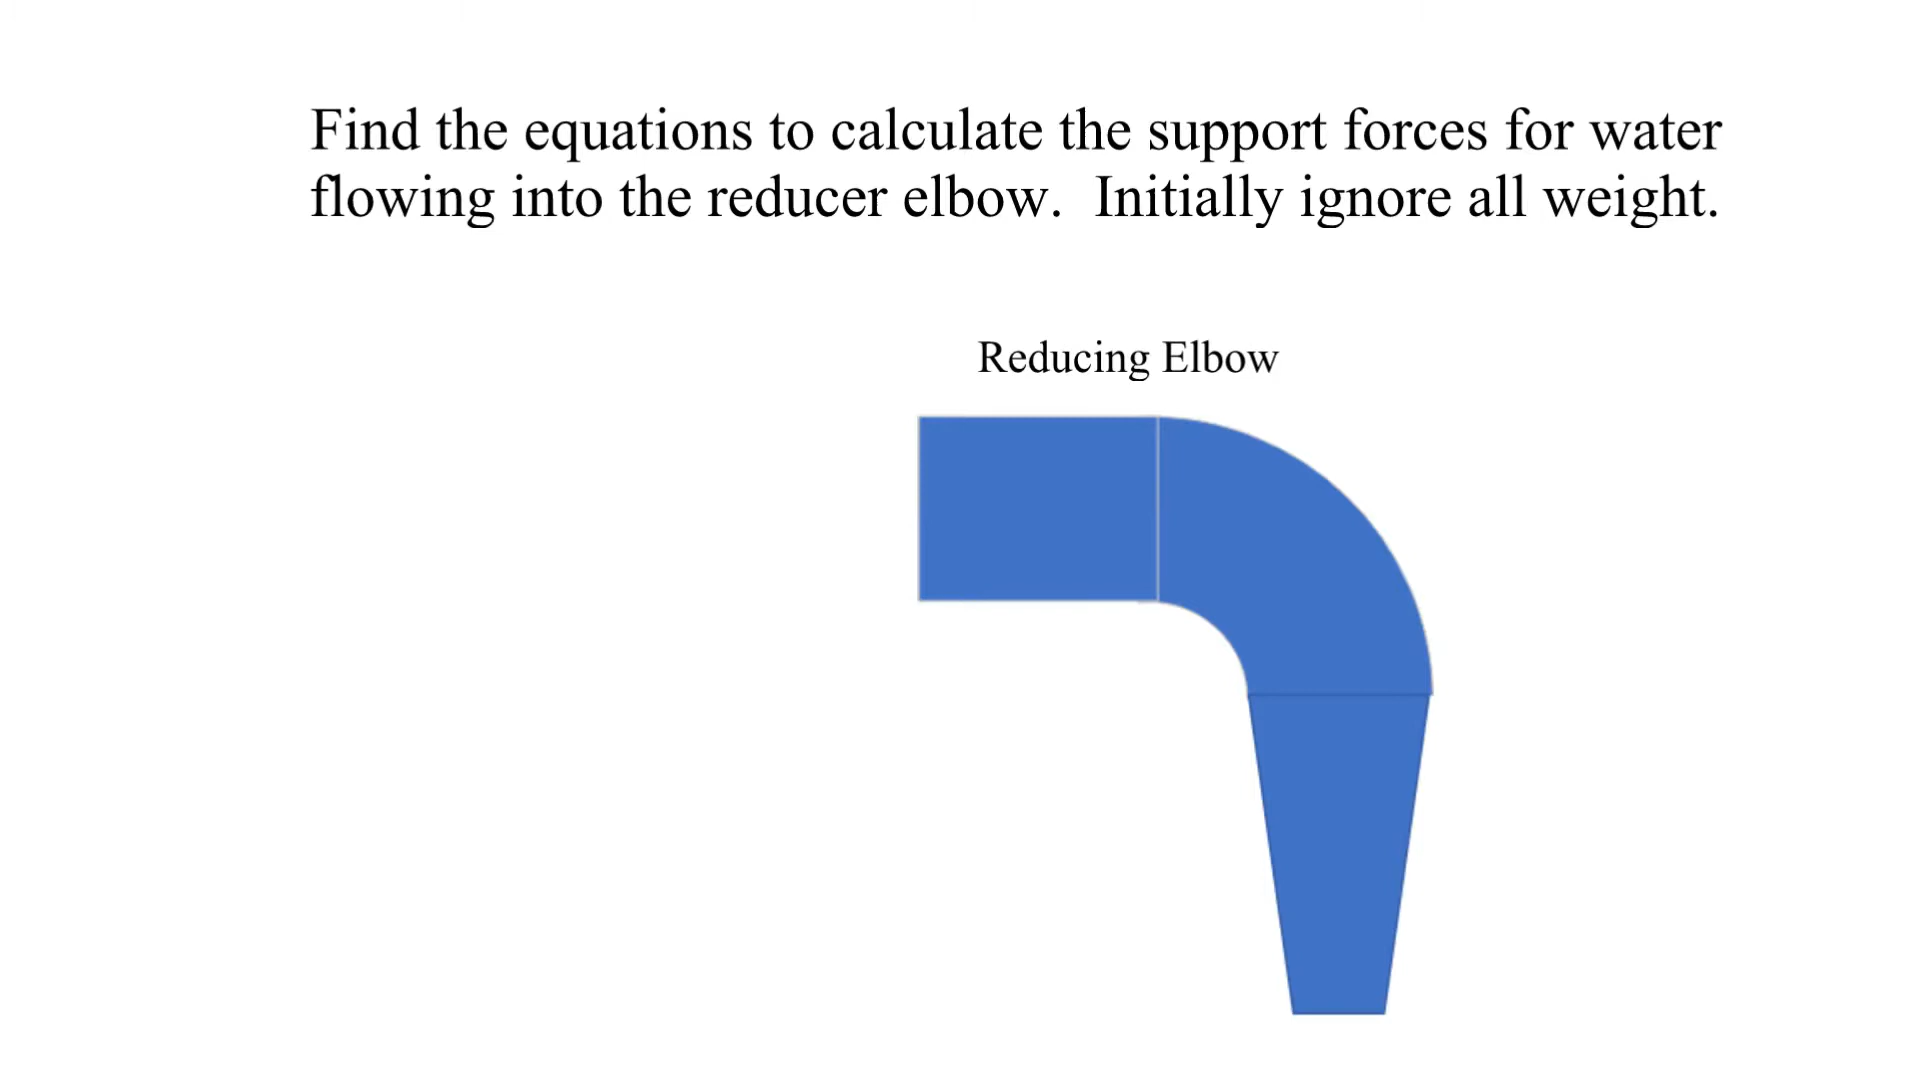 Find the equations to calculate the support forces for water
flowing into the reducer elbow.  Initially ignore all weight.
Reducing Elbow